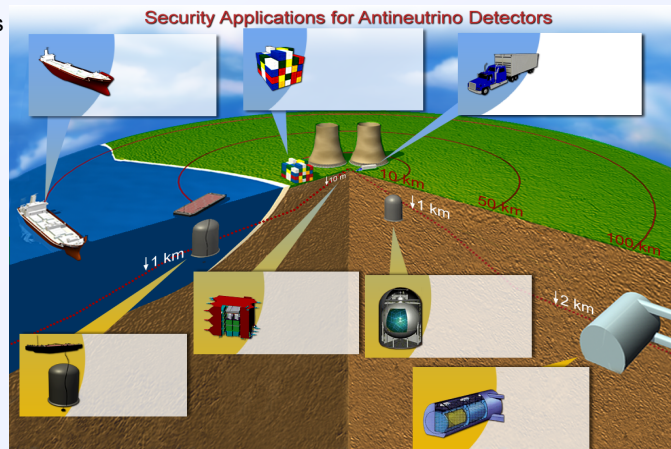 Security Applications for Antineutrino Detectors
s
↓10 m
10 km
↓1 km
50 km
100 km
↓1 km
↓2 km